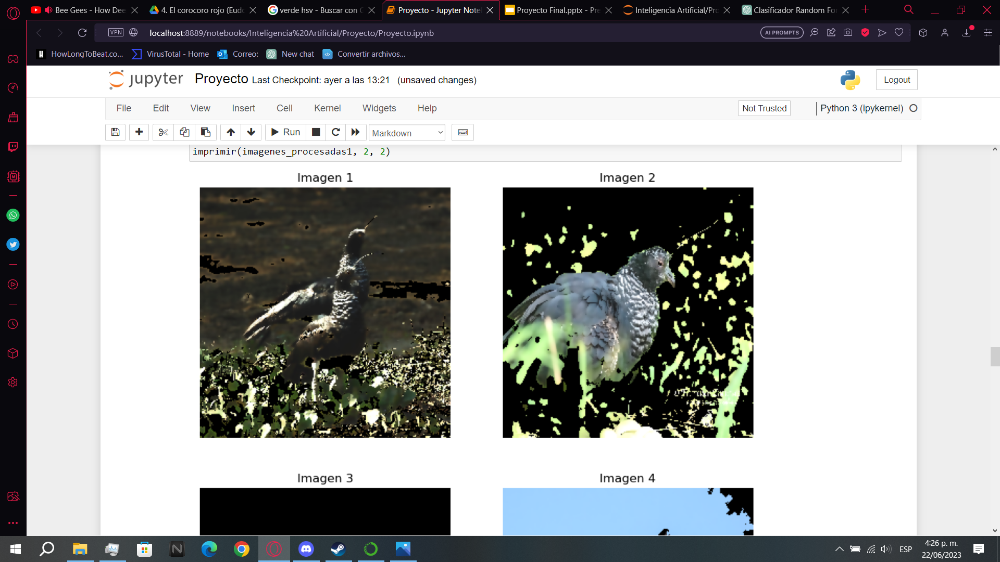 Bee Gees - How Dee
4. El corocoro rojo (Eudo
verde hsv - Buscar con G
Proyecto - Jupyter Note
Proyecto Final.pptx - Pre
Inteligencia Artificial/Pro
Clasificador Random For
VPN
localhost:8889/notebooks/Inteligencia%20Artificial/Proyecto/Proyecto.ipynb
AI PROMPTS
HowLongToBeat.co...
VirusTotal - Home
Correo:
New chat
Convertir archivos...
jupyter
Proyecto Last Checkpoint: ayer a las 13:21 (unsaved changes)
Logout
File
Edit
View
Insert
Cell
Kernel
Widgets
Help
Not Trusted
Python 3 (ipykernel)
Run
Markdown
imprimir(imagenes_procesadas1, 2, 2)
Imagen 1
Imagen 2
Imagen 3
Imagen 4
ESP
4:26 p. m.
22/06/2023